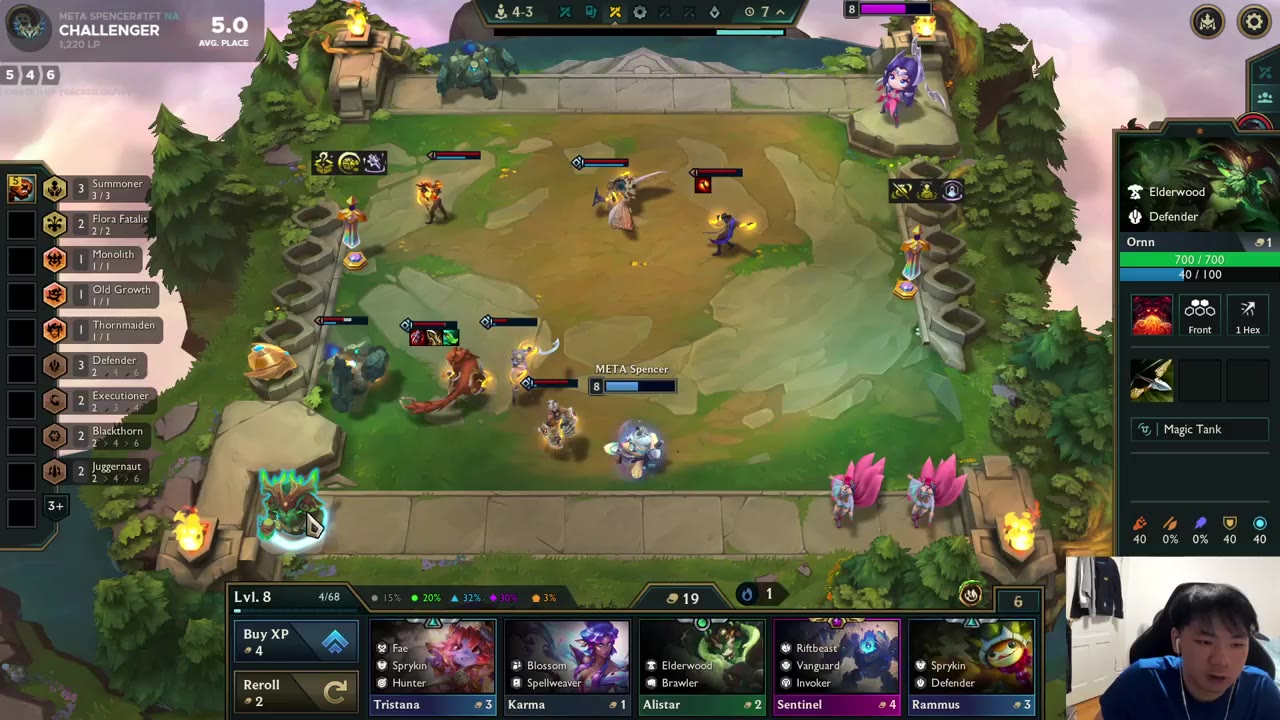 META SPENCER#TFT NA
CHALLENGER
1,220 LP
5.0
AVG. PLACE
5 4 6
4-3
7
8
3 Summoner
3 / 3
2 Flora Fatalis
2 / 2
1 Monolith
1 / 1
1 Old Growth
1 / 1
1 Thornmaiden
1 / 1
3 Defender
2 4 6
2 Executioner
2 3 4
2 Blackthorn
2 > 4 > 6
2 Juggernaut
2 > 4 > 6
3+
META Spencer
8
Elderwood
Defender
Ornn 1
700 / 700
40 / 100
Front
1 Hex
Magic Tank
40 0% 0% 40 40
Lvl. 8 4/68
15% 20% 32% 30% 3%
19
1
6
Buy XP
4
Reroll
2
Fae
Sprykin
Hunter
Tristana 3
Blossom
Spellweaver
Karma 1
Elderwood
Brawler
Alistar 2
Riftbeast
Vanguard
Invoker
Sentinel 4
Sprykin
Defender
Rammus 3